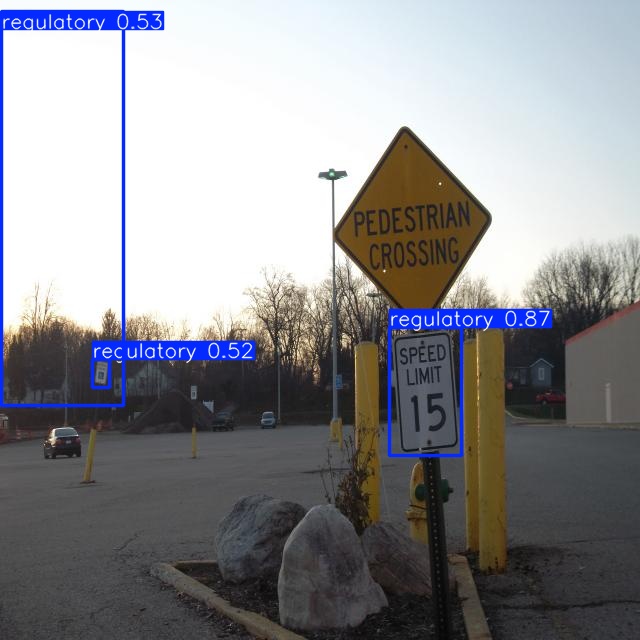 regulatory 0.53
PEDESTRIAN
CROSSING
regulatory 0.87
regulatory 0.52
SPEED
LIMIT
15